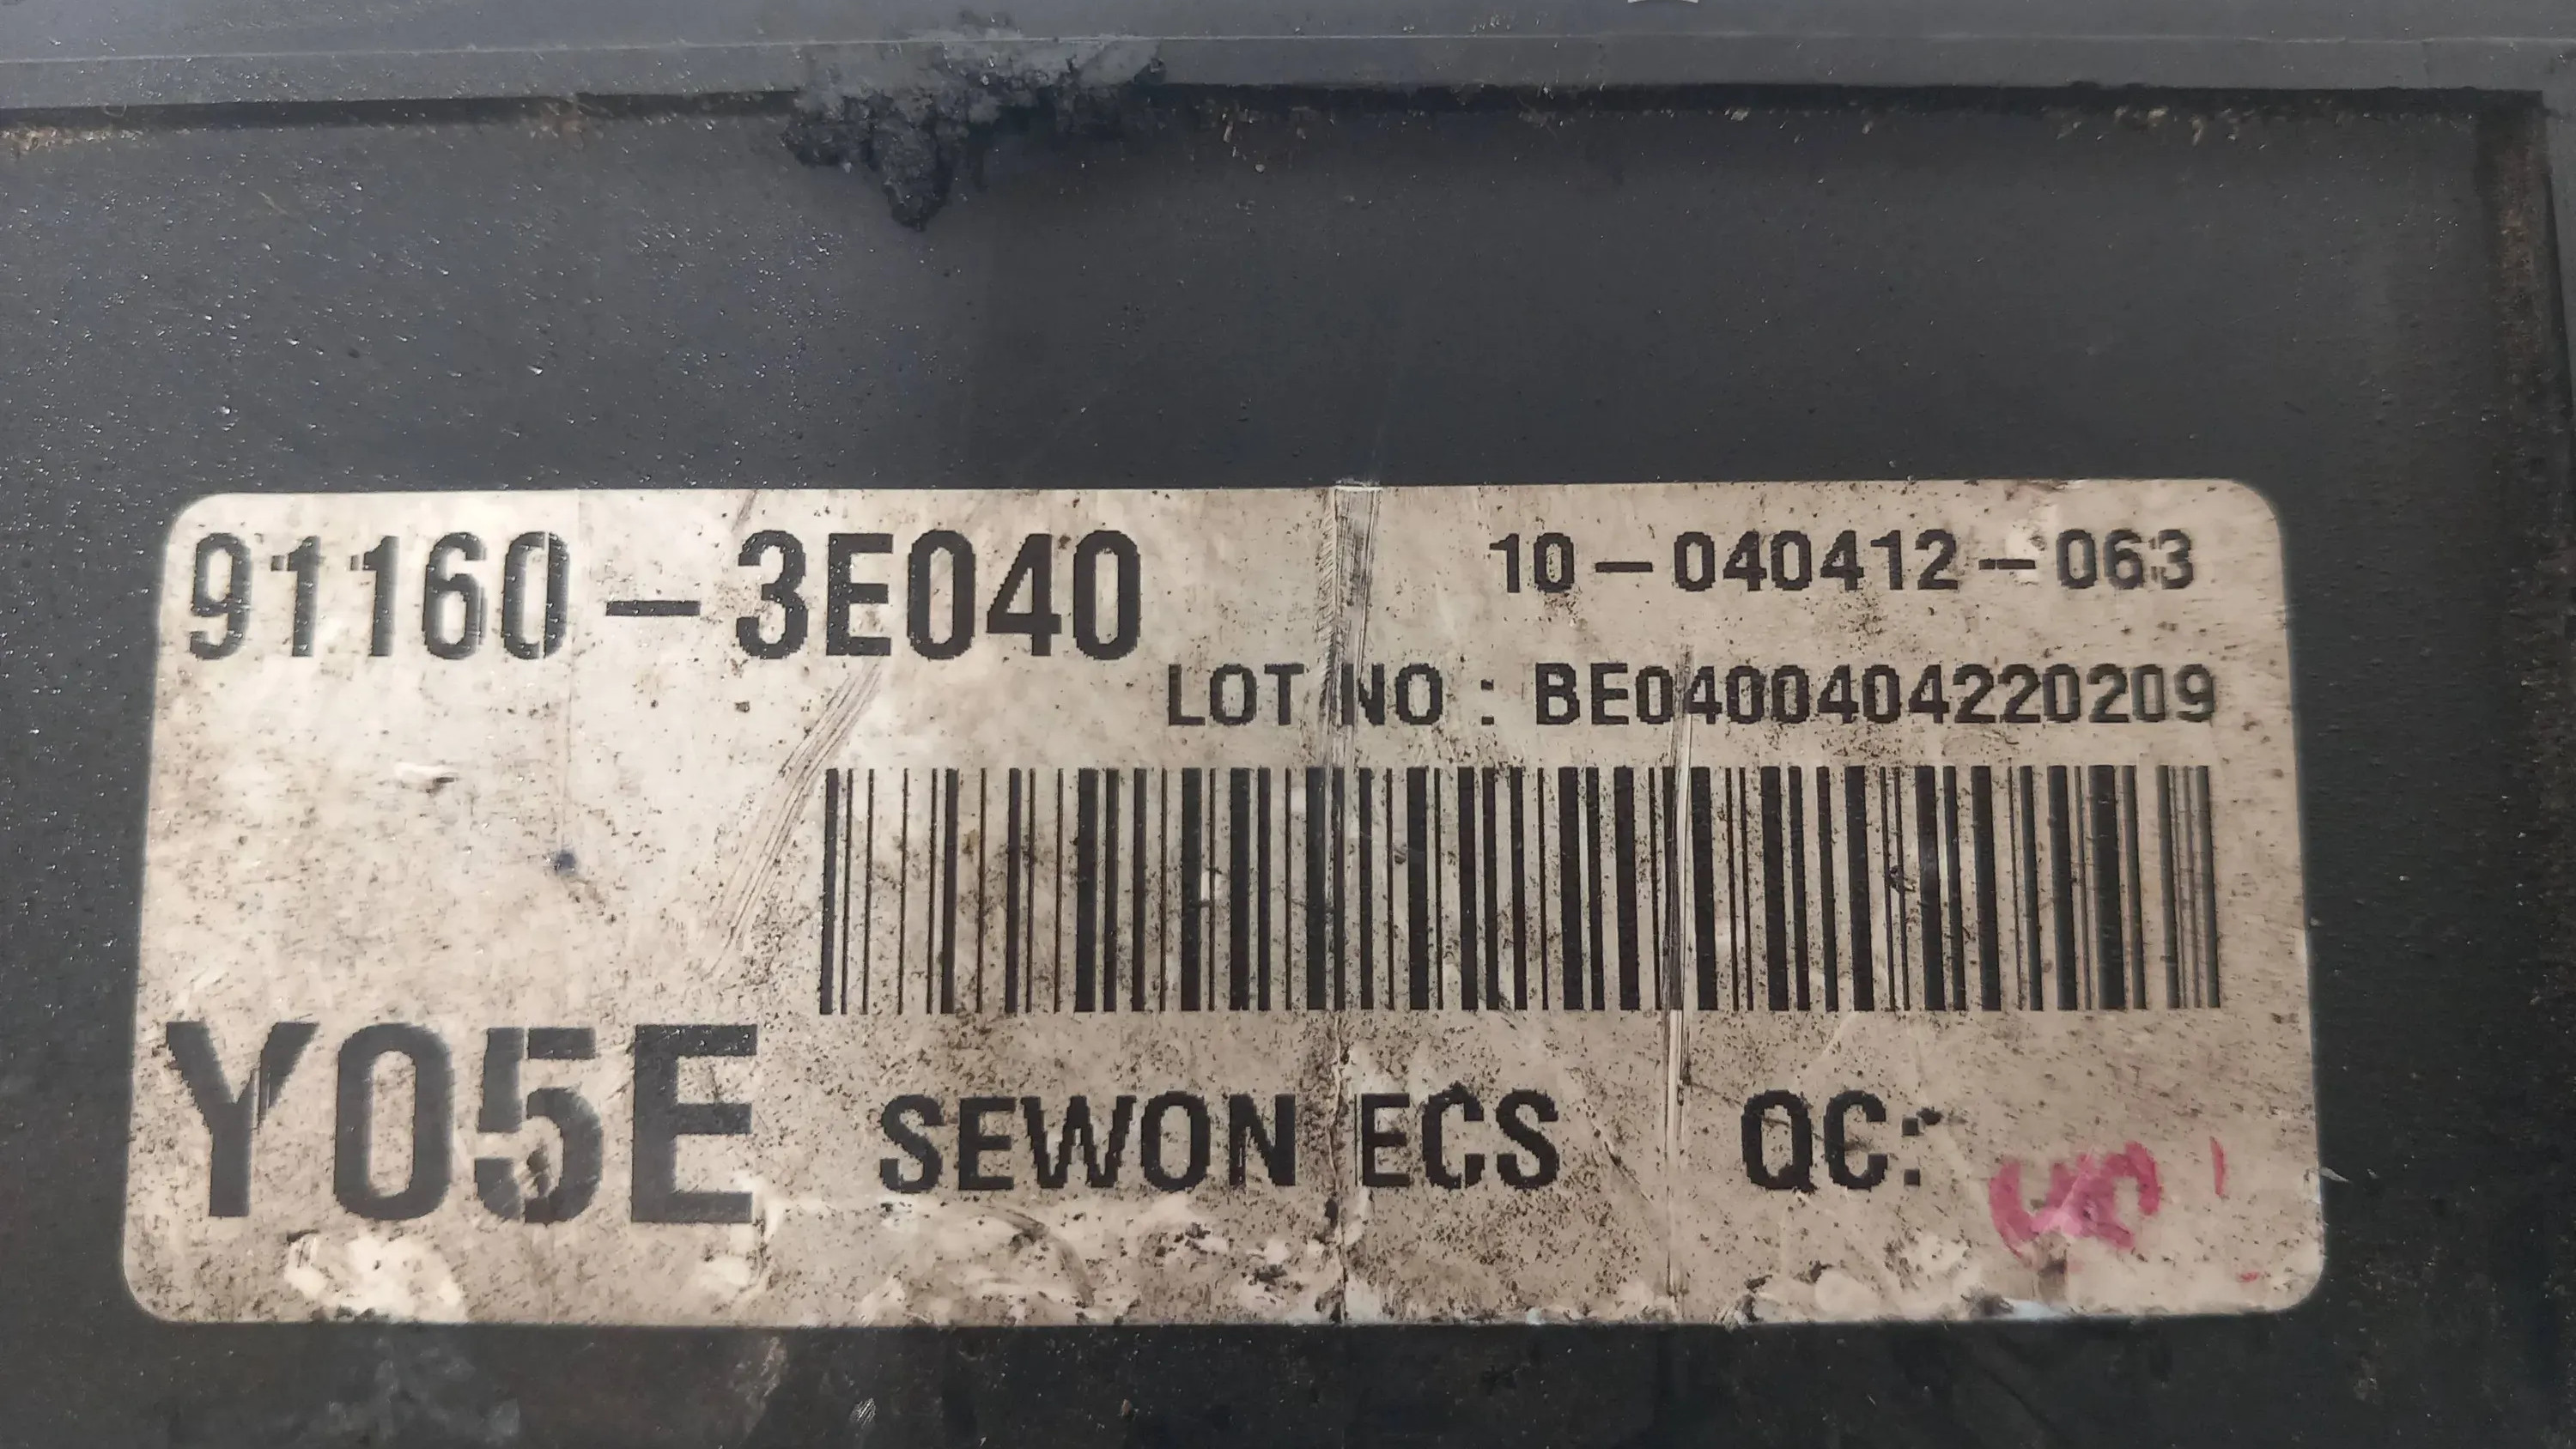 91160-3E040
10-040412-063
LOT NO : BE0400404220209
Y05E
SEWON ECS
QC: